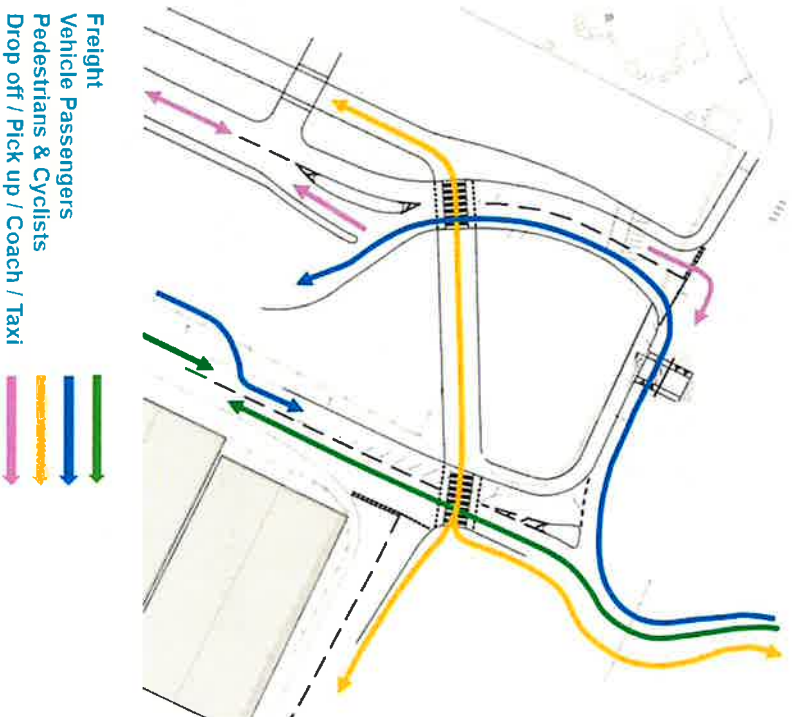 Freight
Vehicle Passengers
Pedestrians & Cyclists
Drop off / Pick up / Coach / Taxi